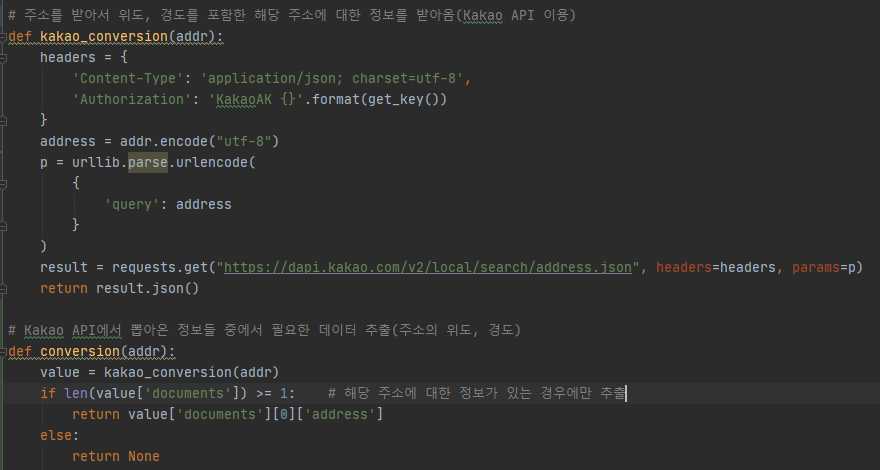 # 주소를 받아서 위도, 경도를 포함한 해당 주소에 대한 정보를 받아옴(Kakao API 이용)
def kakao_conversion(addr):
    headers = {
        'Content-Type': 'application/json; charset=utf-8',
        'Authorization': 'KakaoAK {}'.format(get_key())
    }
    address = addr.encode("utf-8")
    p = urllib.parse.urlencode(
        {
            'query': address
        }
    )
    result = requests.get("https://dapi.kakao.com/v2/local/search/address.json", headers=headers, params=p)
    return result.json()
# Kakao API에서 뽑아온 정보들 중에서 필요한 데이터 추출(주소의 위도, 경도)
def conversion(addr):
    value = kakao_conversion(addr)
    if len(value['documents']) >= 1:    # 해당 주소에 대한 정보가 있는 경우에만 추출
        return value['documents'][0]['address']
    else:
        return None